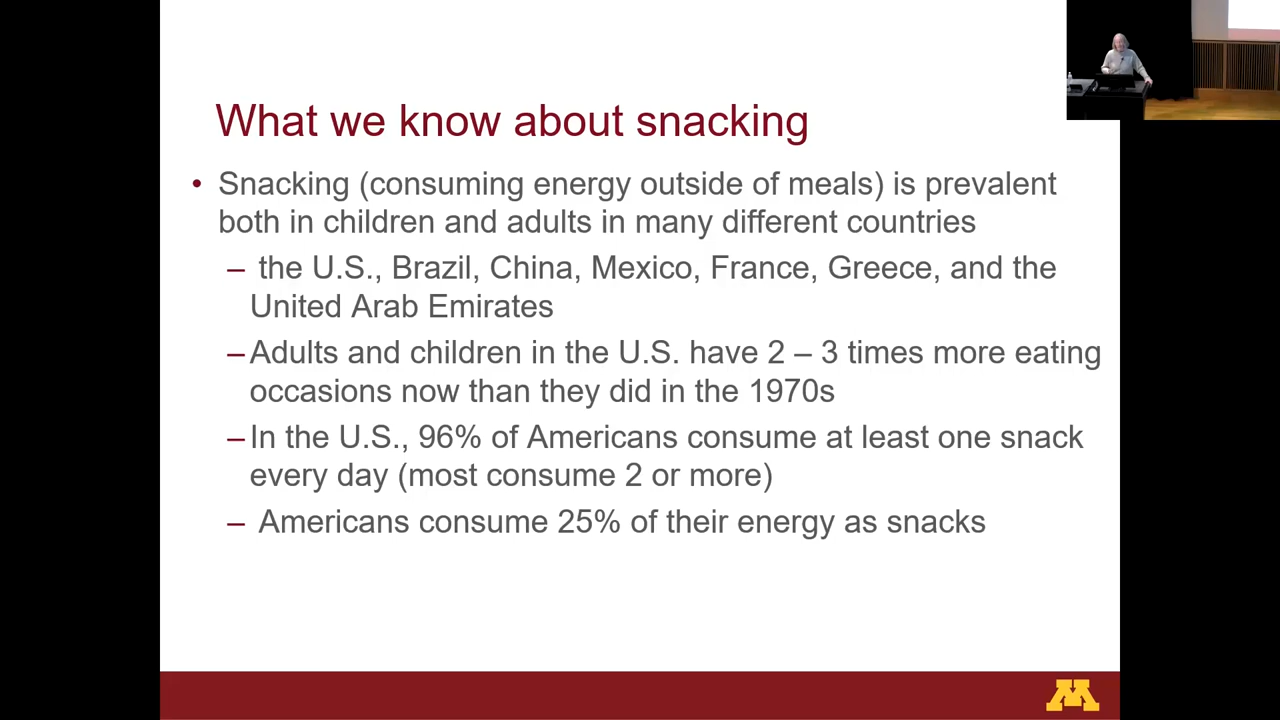 What we know about snacking
• Snacking (consuming energy outside of meals) is prevalent
both in children and adults in many different countries
– the U.S., Brazil, China, Mexico, France, Greece, and the
United Arab Emirates
– Adults and children in the U.S. have 2 – 3 times more eating
occasions now than they did in the 1970s
– In the U.S., 96% of Americans consume at least one snack
every day (most consume 2 or more)
– Americans consume 25% of their energy as snacks
M